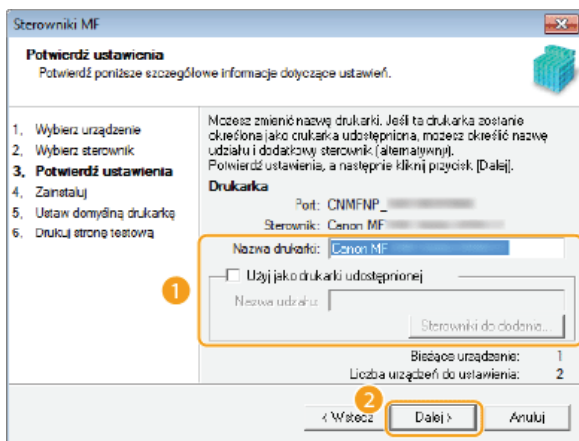 Sterowniki MF
Potwierdź ustawienia
Potwierdź poniższe szczegółowe informacje dotyczące ustawień.
1. Wybierz urządzenie
2. Wybierz sterownik
3. Potwierdź ustawienia
4. Zainstaluj
5. Ustaw domyślną drukarkę
6. Drukuj stronę testową
Możesz zmienić nazwę drukarki. Jeśli ta drukarka zostanie
określona jako drukarka udostępniona, możesz określić nazwę
udziału i dodatkowy sterownik (alternatywny).
Potwierdź ustawienia, a następnie kliknij przycisk [Dalej].
Drukarka
Port: CNMFNP_
Sterownik: Canon MF
Nazwa drukarki: Canon MF
1
Użyj jako drukarki udostępnionej
Nazwa udziału:
Sterowniki do dodania...
Bieżące urządzenie: 1
Liczba urządzeń do ustawienia: 2
2
< Wstecz
Dalej >
Anuluj